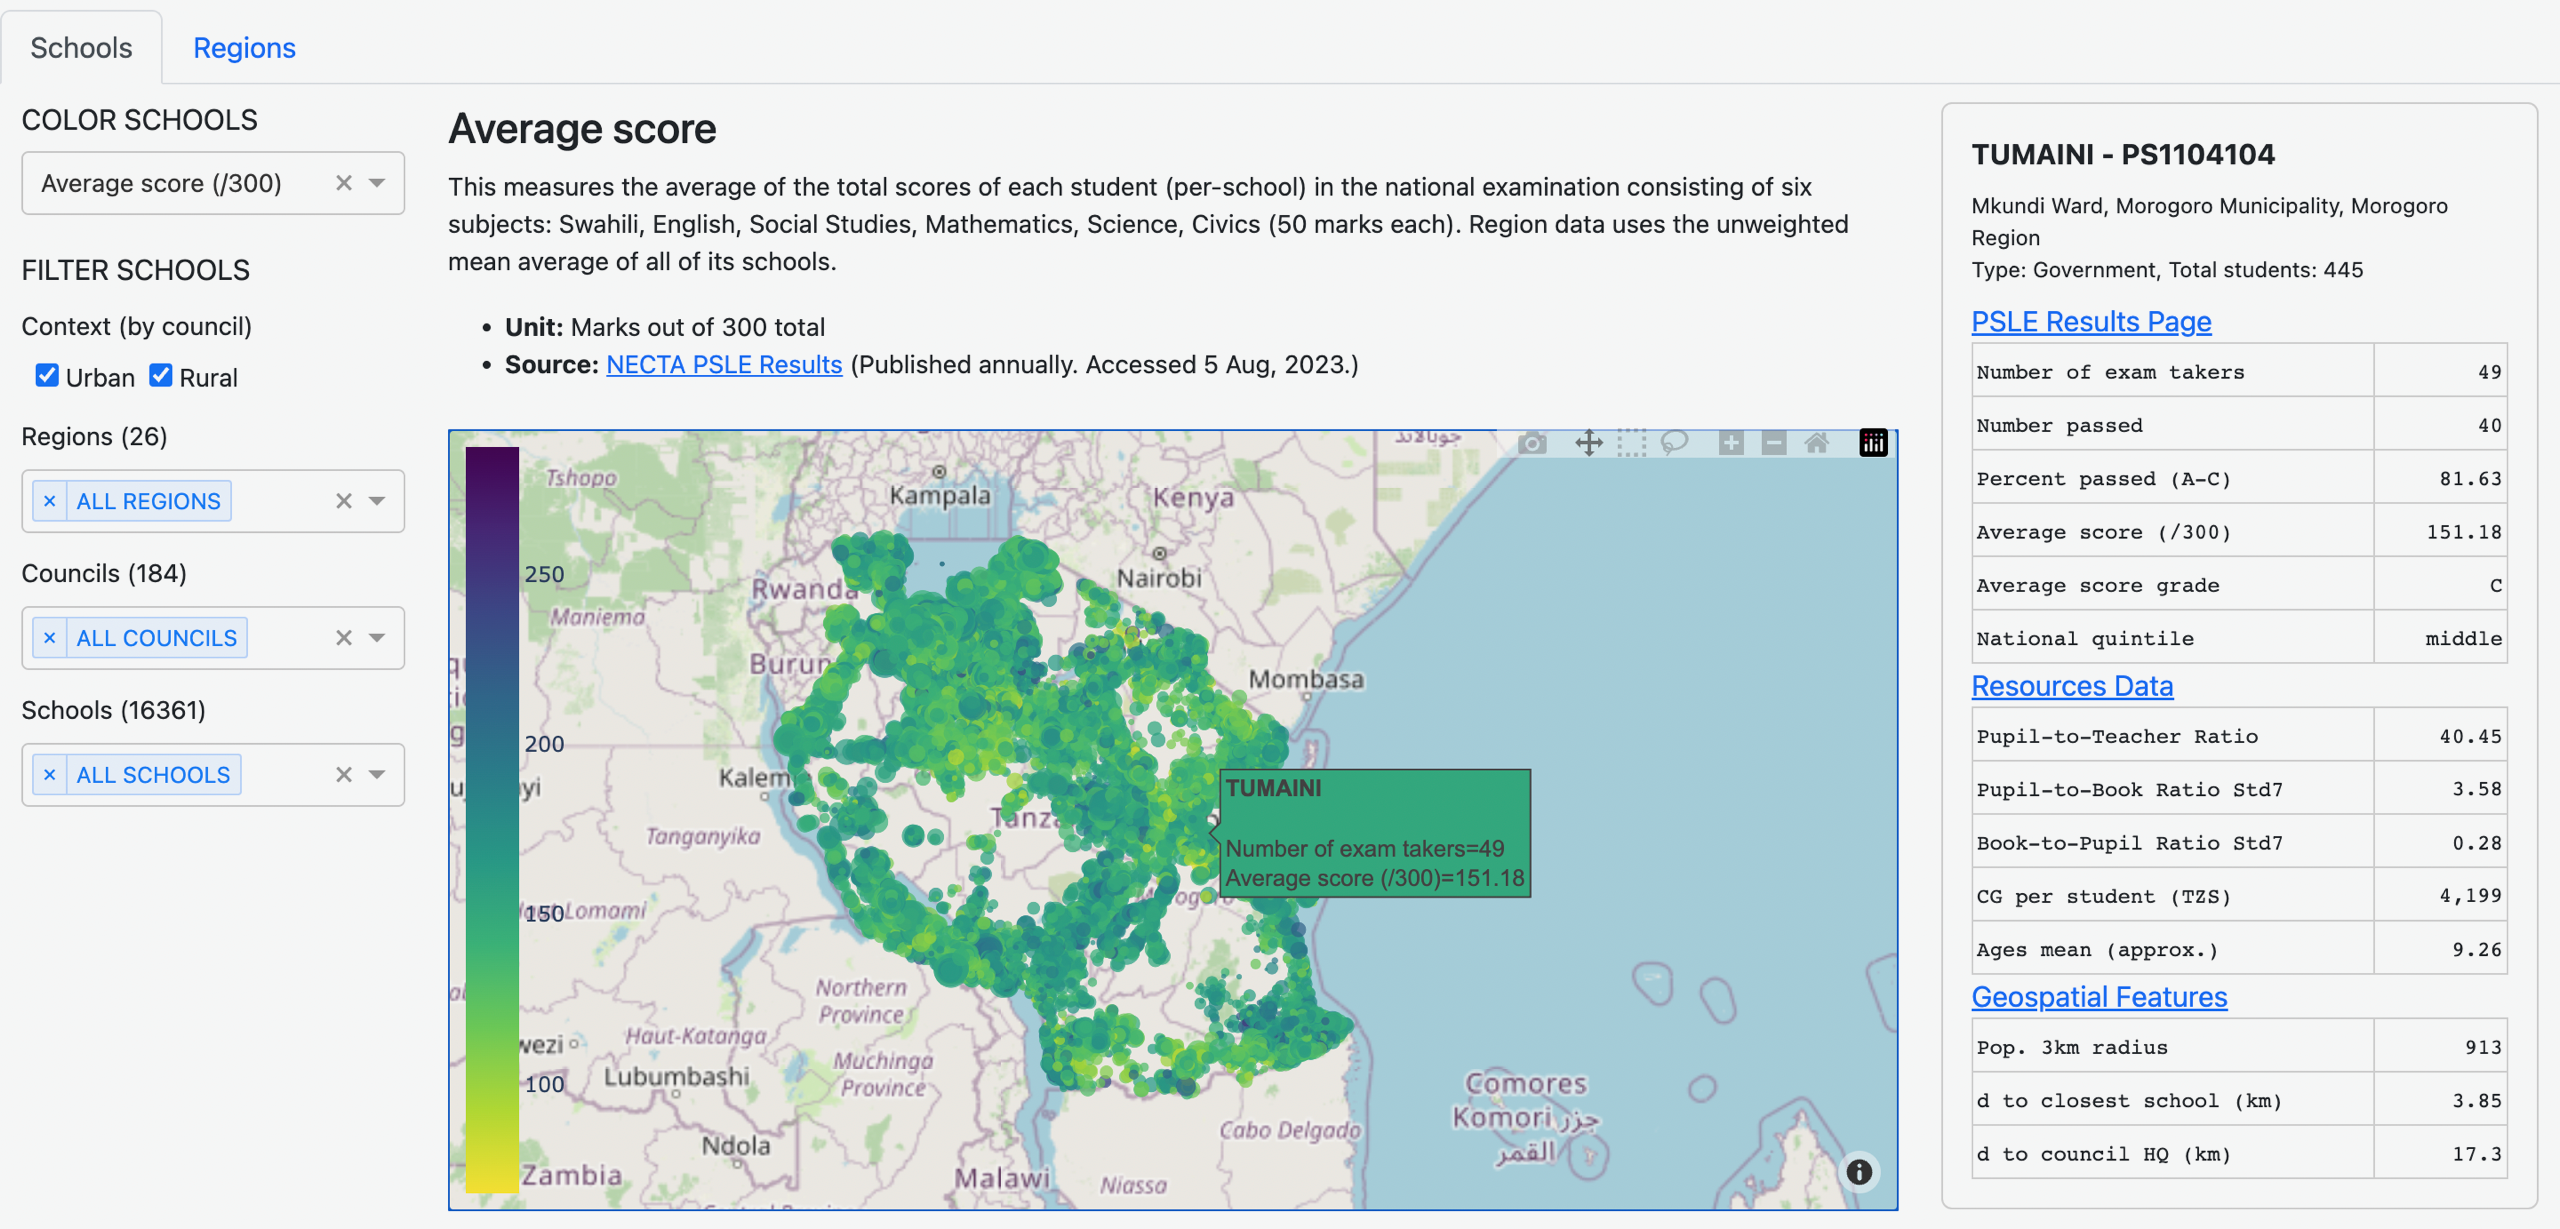 Schools
Regions
COLOR SCHOOLS
Average score (/300)
FILTER SCHOOLS
Context (by council)
Urban
Rural
Regions (26)
× ALL REGIONS
Councils (184)
× ALL COUNCILS
Schools (16361)
× ALL SCHOOLS
Average score
This measures the average of the total scores of each student (per-school) in the national examination consisting of six
subjects: Swahili, English, Social Studies, Mathematics, Science, Civics (50 marks each). Region data uses the unweighted
mean average of all of its schools.
• Unit: Marks out of 300 total
• Source: NECTA PSLE Results (Published annually. Accessed 5 Aug, 2023.)
250
200
150
100
Tshopo
Kampala
Kenya
Rwanda
Nairobi
Maniema
Burun
Mombasa
Kalem
Tanza
Tanganyika
Lomami
Northern
Province
Haut-Katanga
Muchinga
Province
Lubumbashi
Ndola
Zambia
Malawi
Niassa
Cabo Delgado
Comores
Komori جزر
القمر
TUMAINI
Number of exam takers=49
Average score (/300)=151.18
TUMAINI - PS1104104
Mkundi Ward, Morogoro Municipality, Morogoro
Region
Type: Government, Total students: 445
PSLE Results Page
Number of exam takers 49
Number passed 40
Percent passed (A-C) 81.63
Average score (/300) 151.18
Average score grade C
National quintile middle
Resources Data
Pupil-to-Teacher Ratio 40.45
Pupil-to-Book Ratio Std7 3.58
Book-to-Pupil Ratio Std7 0.28
CG per student (TZS) 4,199
Ages mean (approx.) 9.26
Geospatial Features
Pop. 3km radius 913
d to closest school (km) 3.85
d to council HQ (km) 17.3